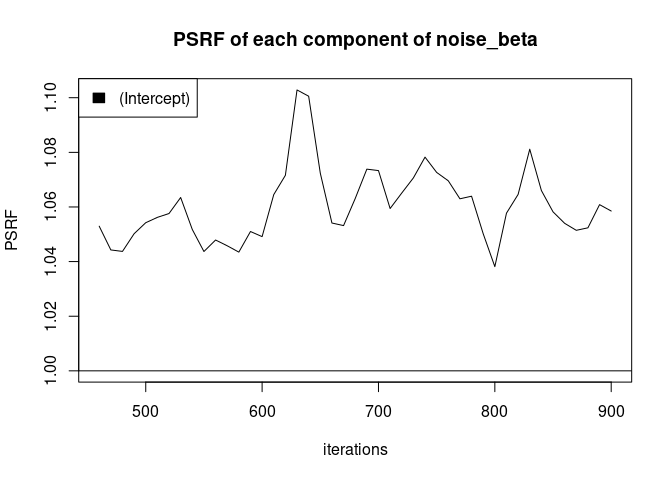 PSRF of each component of noise_beta
(Intercept)
1.10
1.08
1.06
1.04
1.02
1.00
PSRF
500 600 700 800 900
iterations